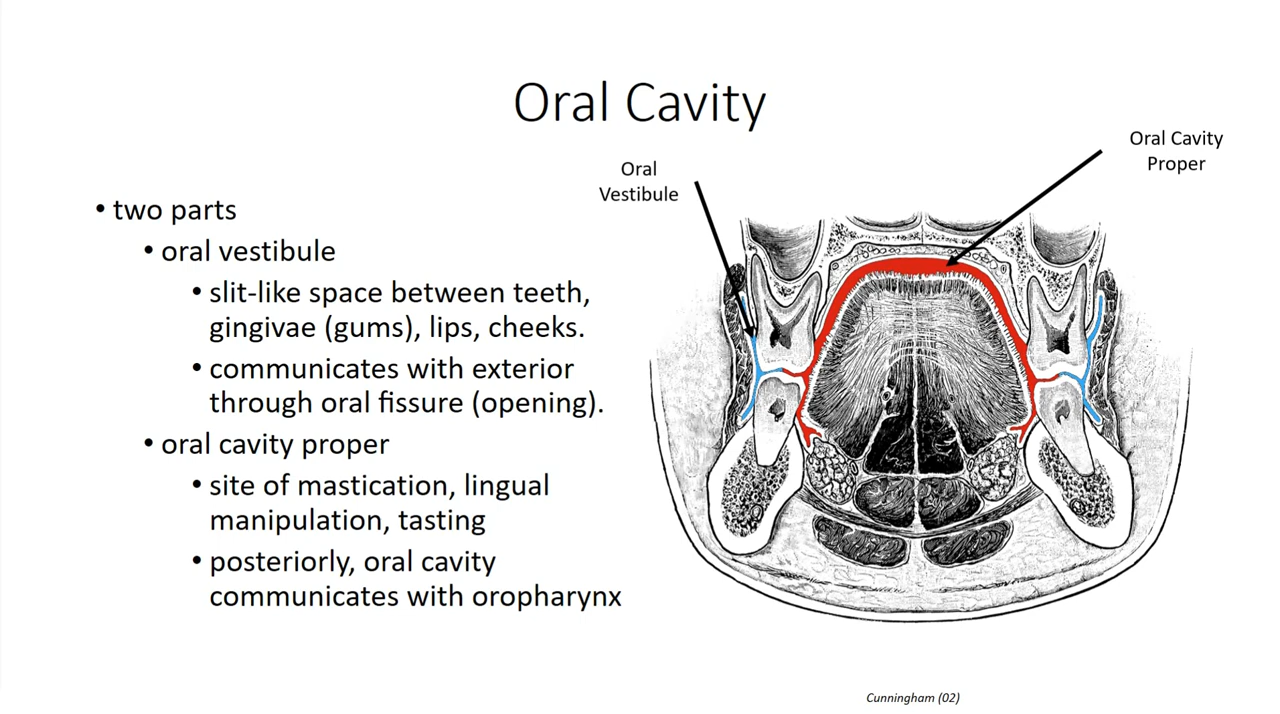 Oral Cavity
Oral
Vestibule
Oral Cavity
Proper
• two parts
• oral vestibule
• slit-like space between teeth,
gingivae (gums), lips, cheeks.
• communicates with exterior
through oral fissure (opening).
• oral cavity proper
• site of mastication, lingual
manipulation, tasting
• posteriorly, oral cavity
communicates with oropharynx
Cunningham (02)